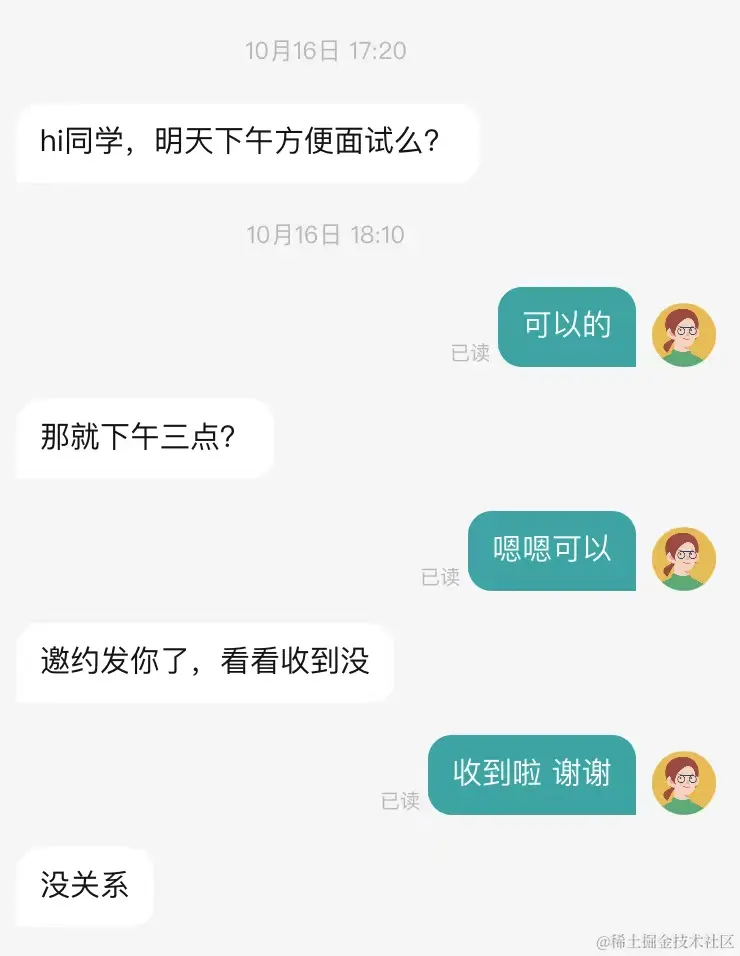 10月16日 17:20
hi同学，明天下午方便面试么？
10月16日 18:10
可以的
已读
那就下午三点？
嗯嗯可以
已读
邀约发你了，看看收到没
收到啦 谢谢
已读
没关系
@稀土掘金技术社区